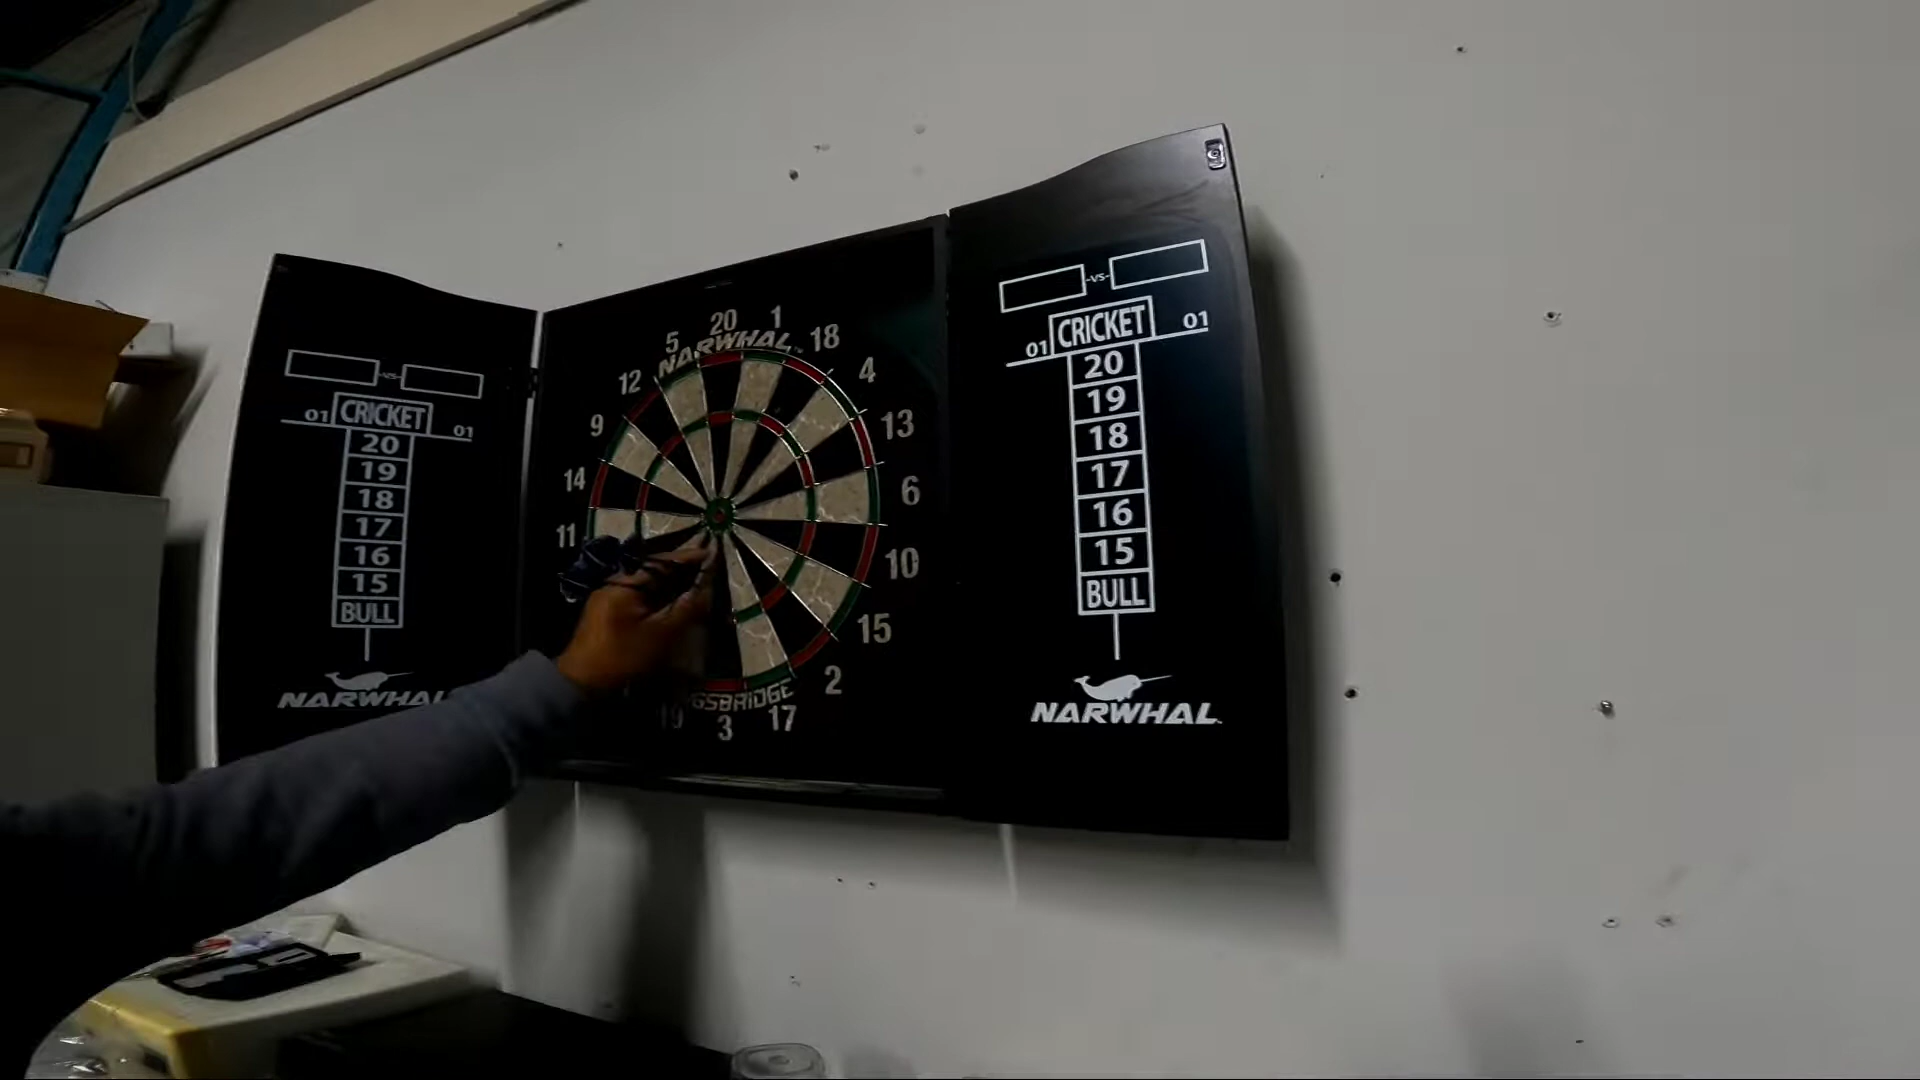 -VS-
01 CRICKET 01
20
19
18
17
16
15
BULL
NARWHAL
20 1
5 18
NARWHAL
12 4
9 13
14 6
11 10
15
2
GSBRIDGE
19 3 17
-VS-
01 CRICKET 01
20
19
18
17
16
15
BULL
NARWHAL